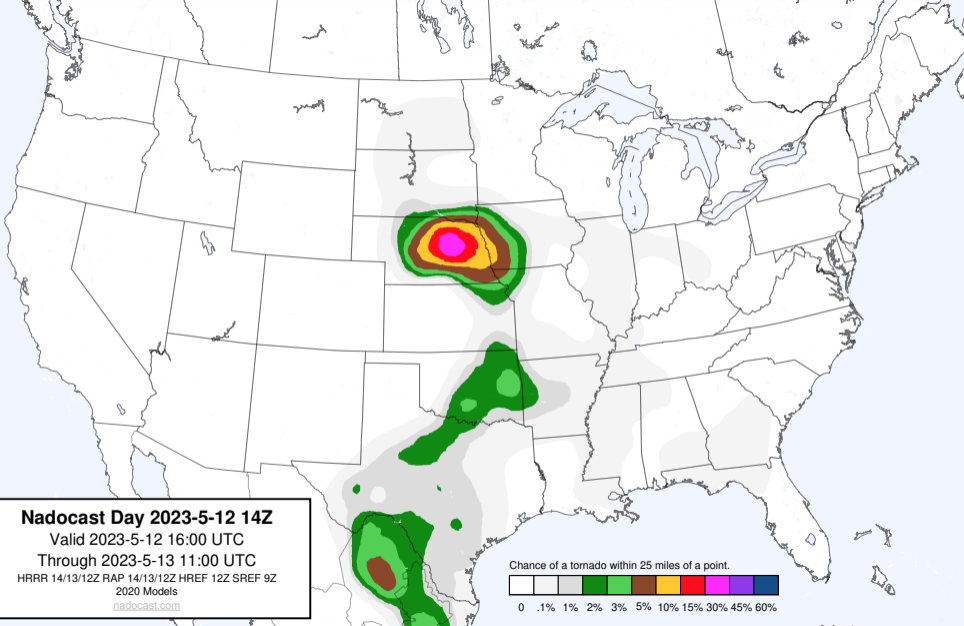 Nadocast Day 2023-5-12 14Z
Valid 2023-5-12 16:00 UTC
Through 2023-5-13 11:00 UTC
HRRR 14/13/12Z RAP 14/13/12Z HREF 12Z SREF 9Z
2020 Models
nadocast.com
Chance of a tornado within 25 miles of a point.
0 .1% 1% 2% 3% 5% 10% 15% 30% 45% 60%